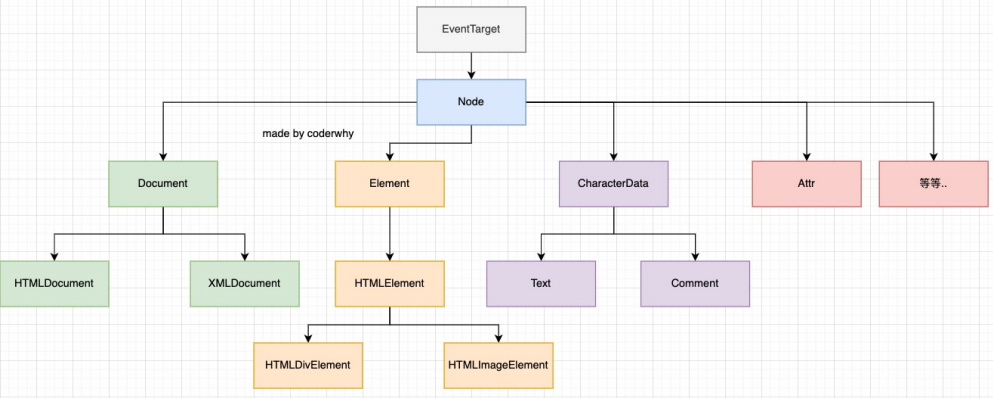 EventTarget
Node
made by coderwhy
Document
Element
CharacterData
Attr
等等..
HTMLDocument
XMLDocument
HTMLElement
Text
Comment
HTMLDivElement
HTMLImageElement